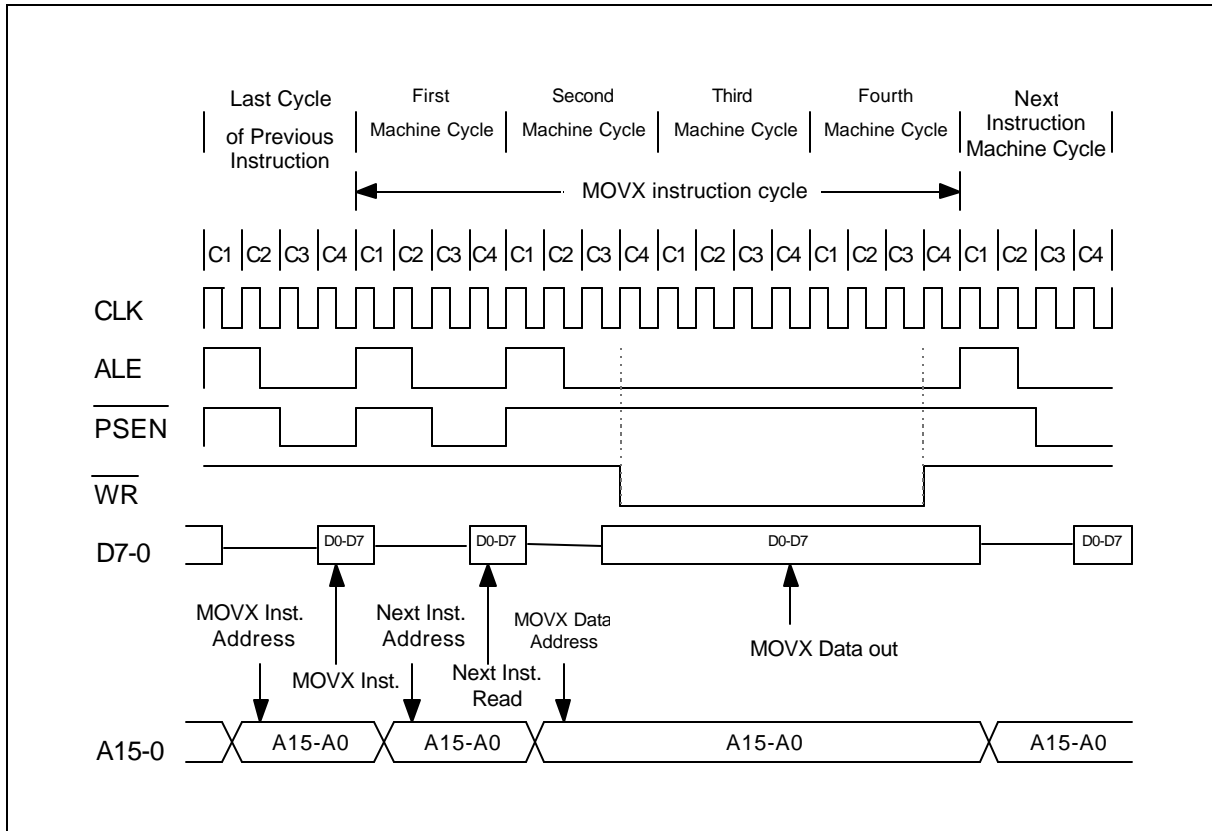 Last Cycle
of Previous
Instruction
First
Machine Cycle
Second
Machine Cycle
Third
Machine Cycle
Fourth
Machine Cycle
Next
Instruction
Machine Cycle
MOVX instruction cycle
C1 C2 C3 C4 C1 C2 C3 C4 C1 C2 C3 C4 C1 C2 C3 C4 C1 C2 C3 C4 C1 C2 C3 C4
CLK
ALE
PSEN
WR
D7-0
D0-D7 D0-D7 D0-D7 D0-D7
MOVX Inst.
Address
MOVX Inst.
Next Inst.
Address
Next Inst.
Read
MOVX Data
Address
MOVX Data out
A15-0
A15-A0 A15-A0 A15-A0 A15-A0